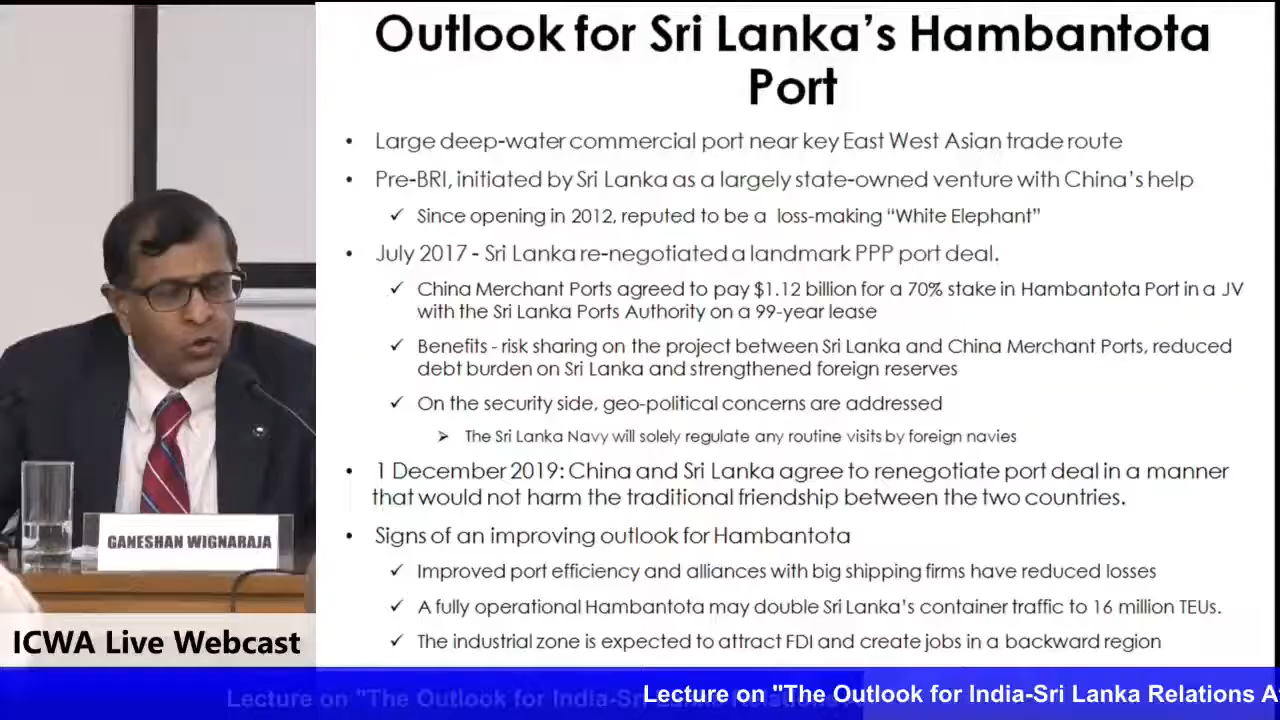 Outlook for Sri Lanka's Hambantota
Port
• Large deep-water commercial port near key East West Asian trade route
• Pre-BRI, initiated by Sri Lanka as a largely state-owned venture with China's help
✓ Since opening in 2012, reputed to be a loss-making “White Elephant”
• July 2017 - Sri Lanka re-negotiated a landmark PPP port deal.
✓ China Merchant Ports agreed to pay $1.12 billion for a 70% stake in Hambantota Port in a JV
with the Sri Lanka Ports Authority on a 99-year lease
✓ Benefits - risk sharing on the project between Sri Lanka and China Merchant Ports, reduced
debt burden on Sri Lanka and strengthened foreign reserves
✓ On the security side, geo-political concerns are addressed
➢ The Sri Lanka Navy will solely regulate any routine visits by foreign navies
• 1 December 2019: China and Sri Lanka agree to renegotiate port deal in a manner
that would not harm the traditional friendship between the two countries.
• Signs of an improving outlook for Hambantota
✓ Improved port efficiency and alliances with big shipping firms have reduced losses
✓ A fully operational Hambantota may double Sri Lanka's container traffic to 16 million TEUs.
✓ The industrial zone is expected to attract FDI and create jobs in a backward region
GANESHAN WIGNARAJA
ICWA Live Webcast
Lecture on "The Outlook for India-Sri Lanka Relations
Lecture on "The Outlook for India-Sri Lanka Relations